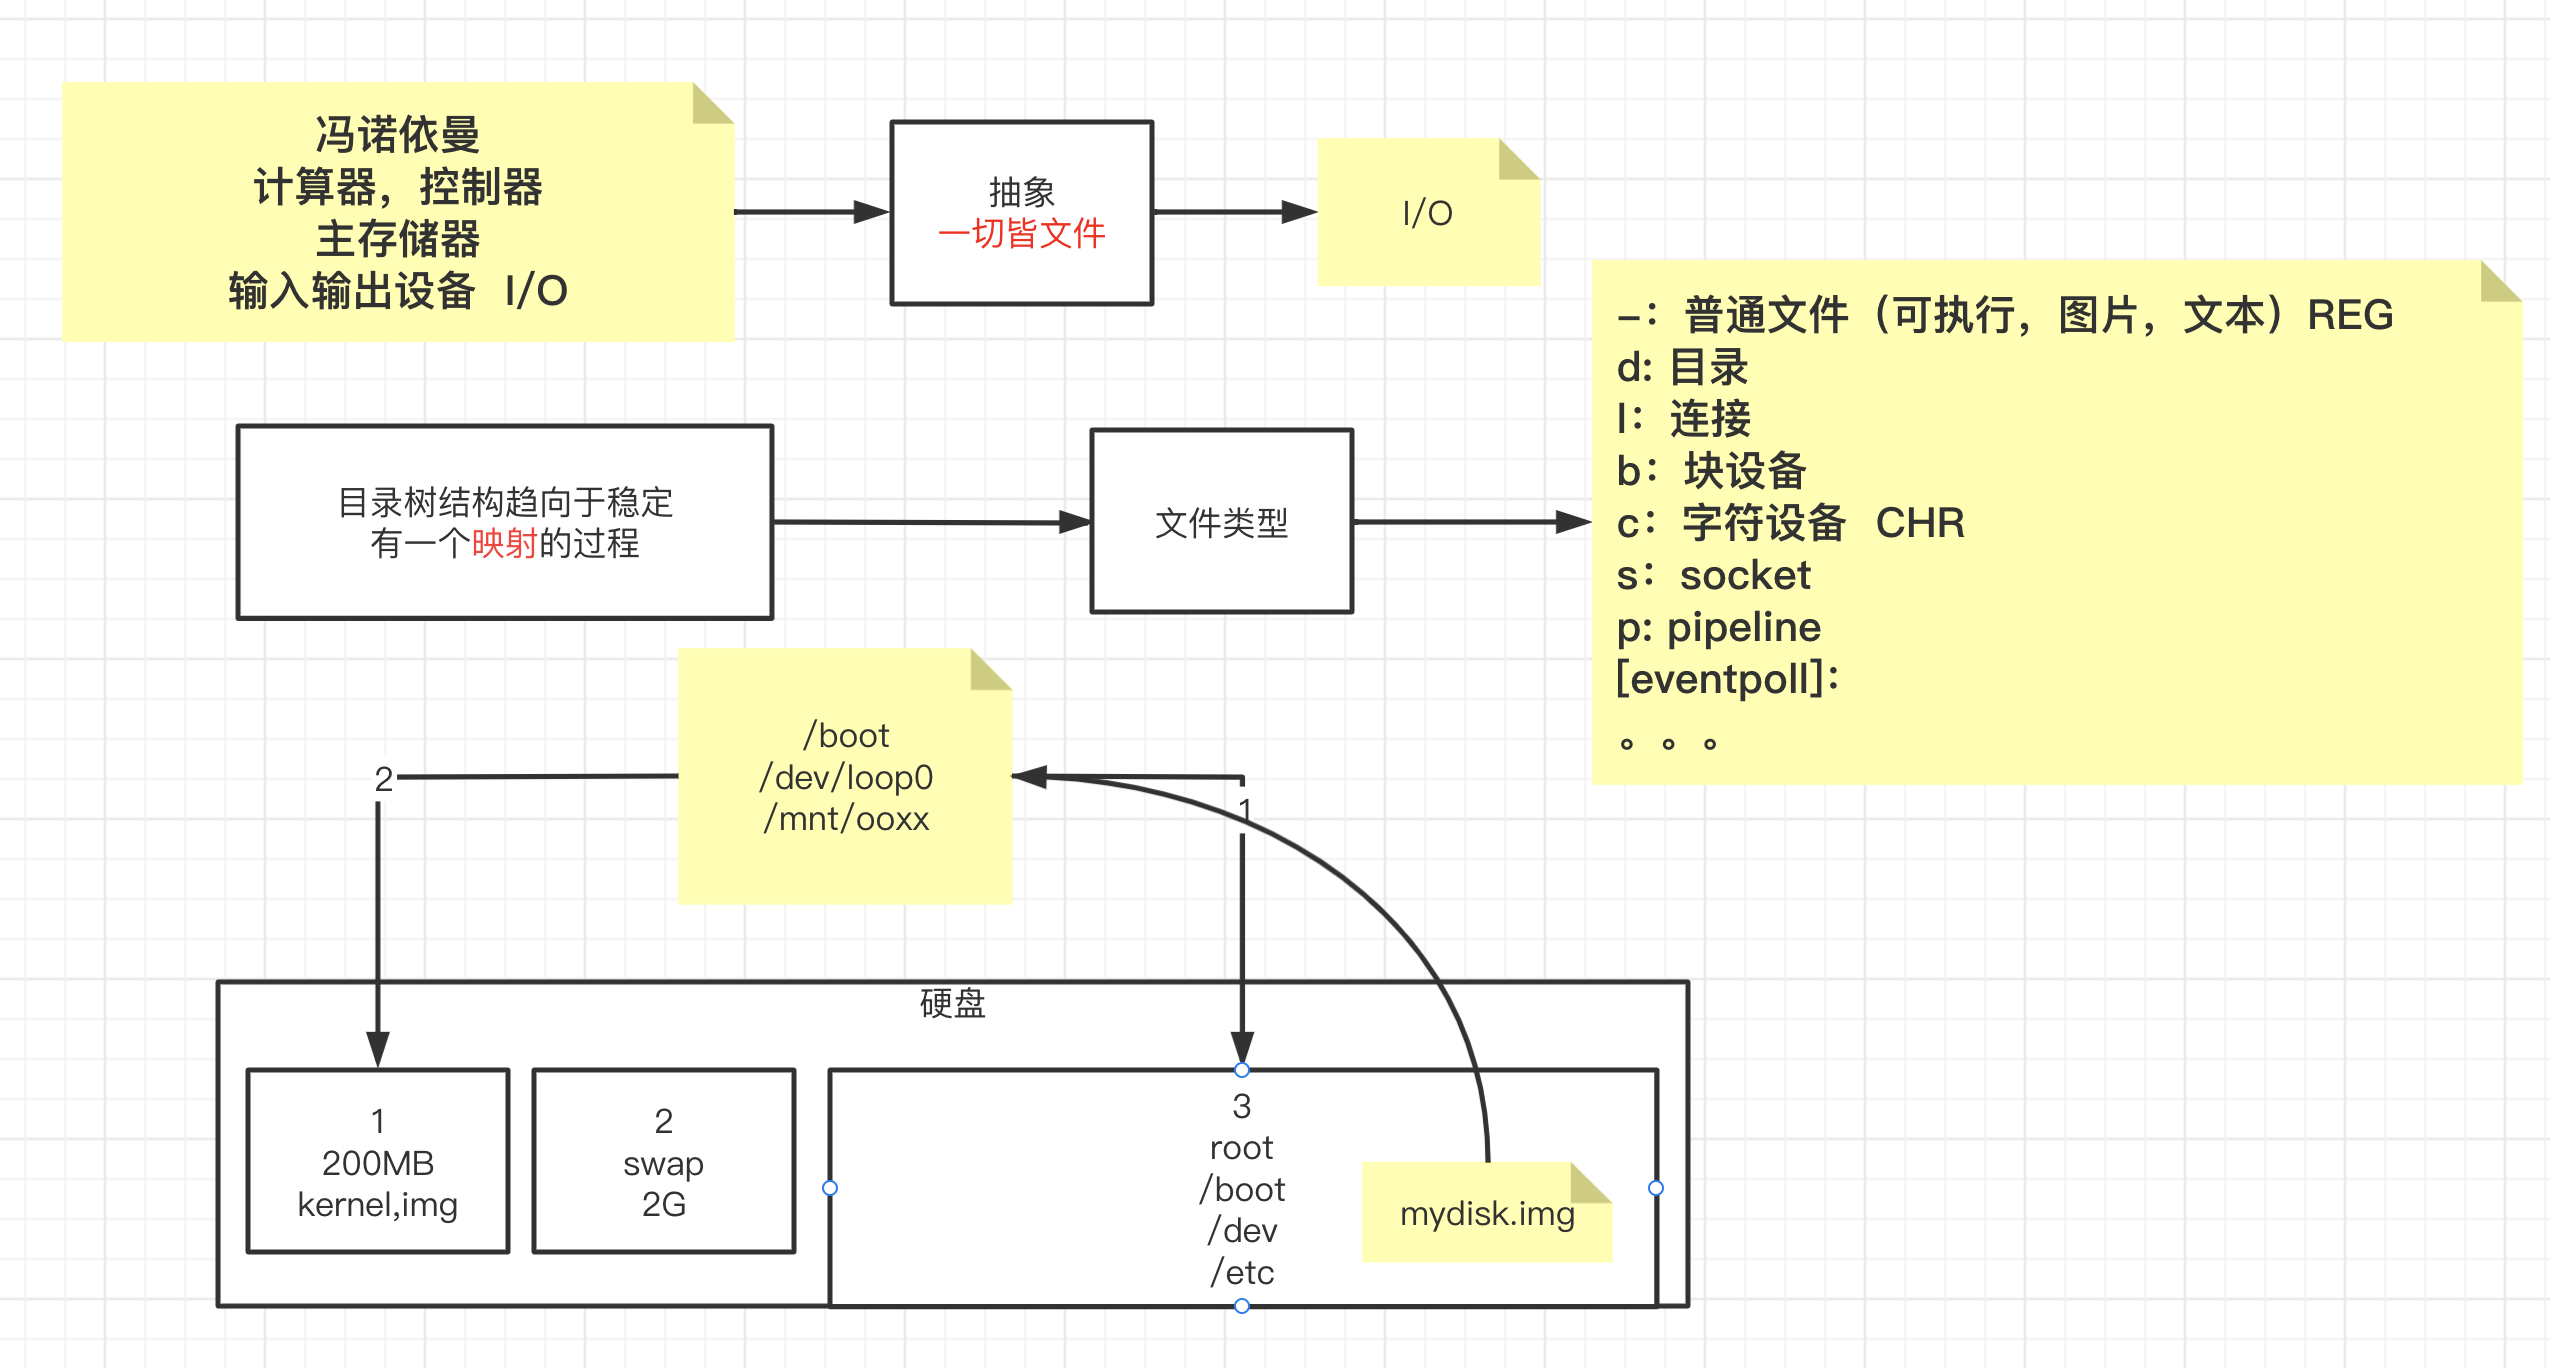 冯诺依曼
计算器，控制器
主存储器
输入输出设备 I/O
抽象
一切皆文件
I/O
-：普通文件（可执行，图片，文本）REG
d: 目录
l：连接
b：块设备
c：字符设备 CHR
s：socket
p: pipeline
[eventpoll]：
。。。
目录树结构趋向于稳定
有一个映射的过程
文件类型
/boot
/dev/loop0
/mnt/ooxx
2
1
硬盘
1
200MB
kernel,img
2
swap
2G
3
root
/boot
/dev
/etc
mydisk.img